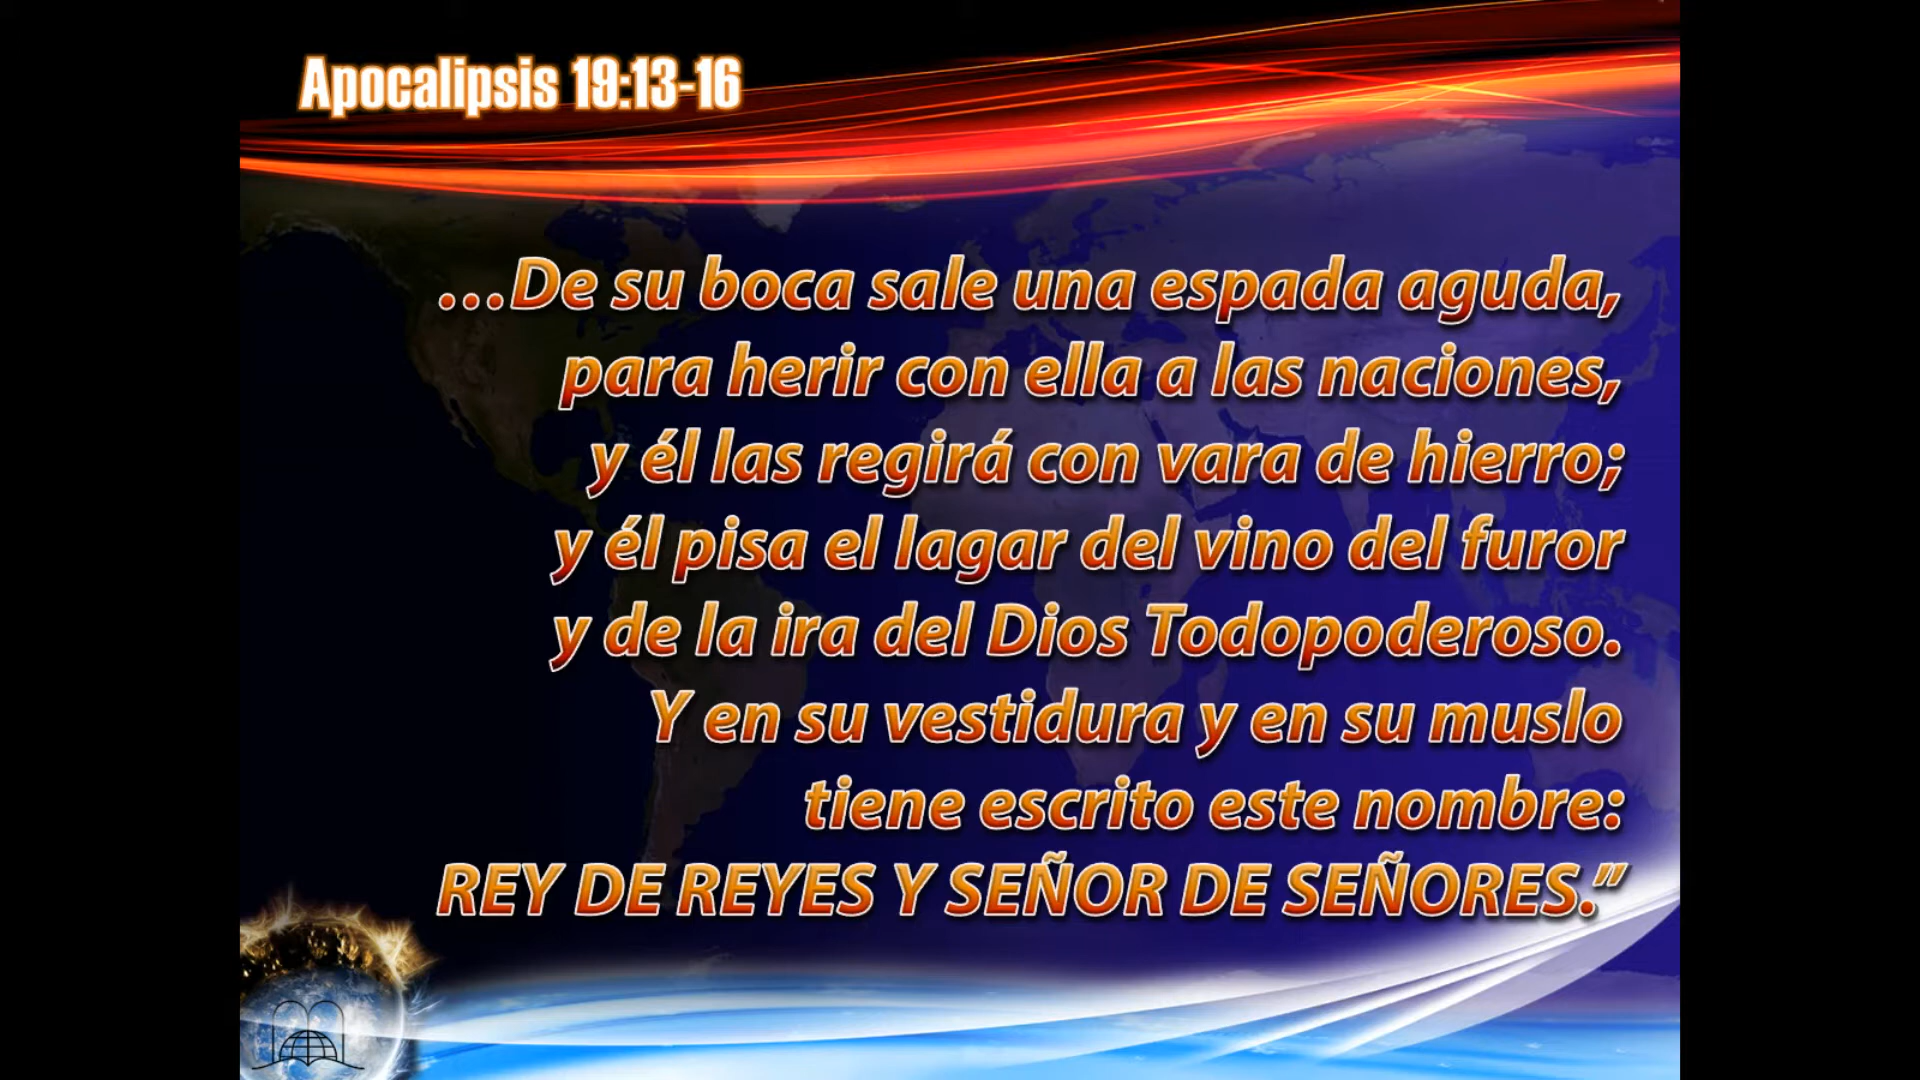 Apocalipsis 19:13-16
…De su boca sale una espada aguda,
para herir con ella a las naciones,
y él las regirá con vara de hierro;
y él pisa el lagar del vino del furor
y de la ira del Dios Todopoderoso.
Y en su vestidura y en su muslo
tiene escrito este nombre:
REY DE REYES Y SEÑOR DE SEÑORES.”